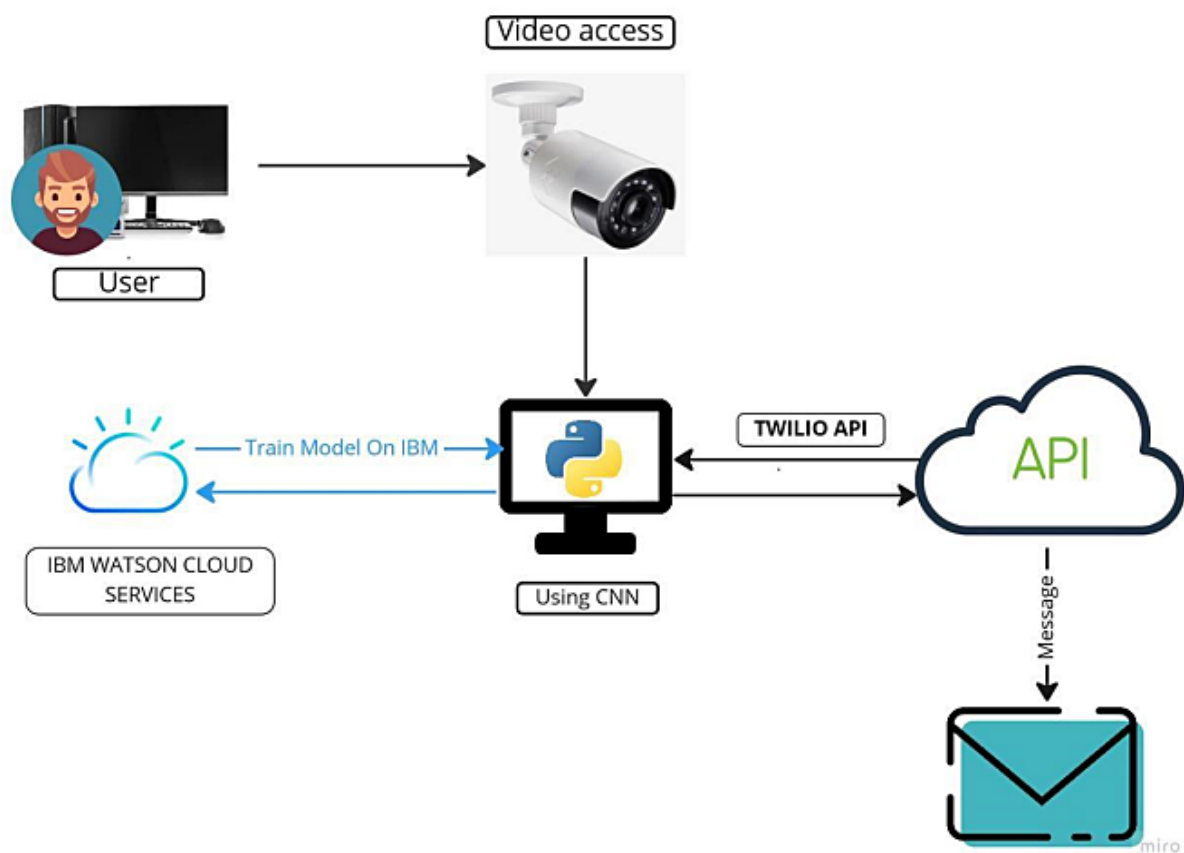 Video access
User
Train Model On IBM
TWILIO API
API
IBM WATSON CLOUD
SERVICES
Using CNN
Message
miro